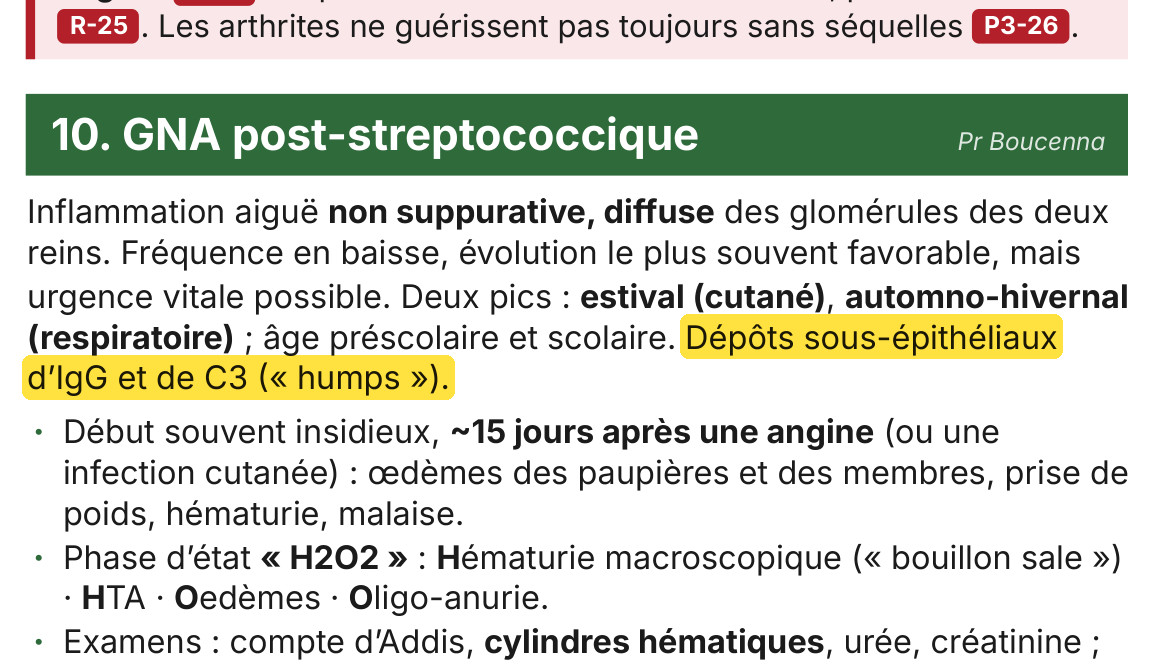 R-25. Les arthrites ne guérissent pas toujours sans séquelles P3-26.
10. GNA post-streptococcique
Pr Boucenna
Inflammation aiguë non suppurative, diffuse des glomérules des deux
reins. Fréquence en baisse, évolution le plus souvent favorable, mais
urgence vitale possible. Deux pics : estival (cutané), automno-hivernal
(respiratoire) ; âge préscolaire et scolaire. Dépôts sous-épithéliaux
d’IgG et de C3 (« humps »).
• Début souvent insidieux, ~15 jours après une angine (ou une
infection cutanée) : œdèmes des paupières et des membres, prise de
poids, hématurie, malaise.
• Phase d’état « H2O2 » : Hématurie macroscopique (« bouillon sale »)
· HTA · Oedèmes · Oligo-anurie.
• Examens : compte d’Addis, cylindres hématiques, urée, créatinine ;